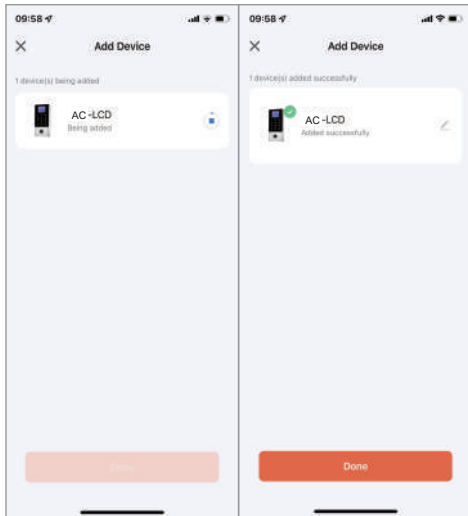 09:58
Add Device
1 device(s) being added
AC-LCD
Being added
Done
09:58
Add Device
1 device(s) added successfully
AC-LCD
Added successfully
Done